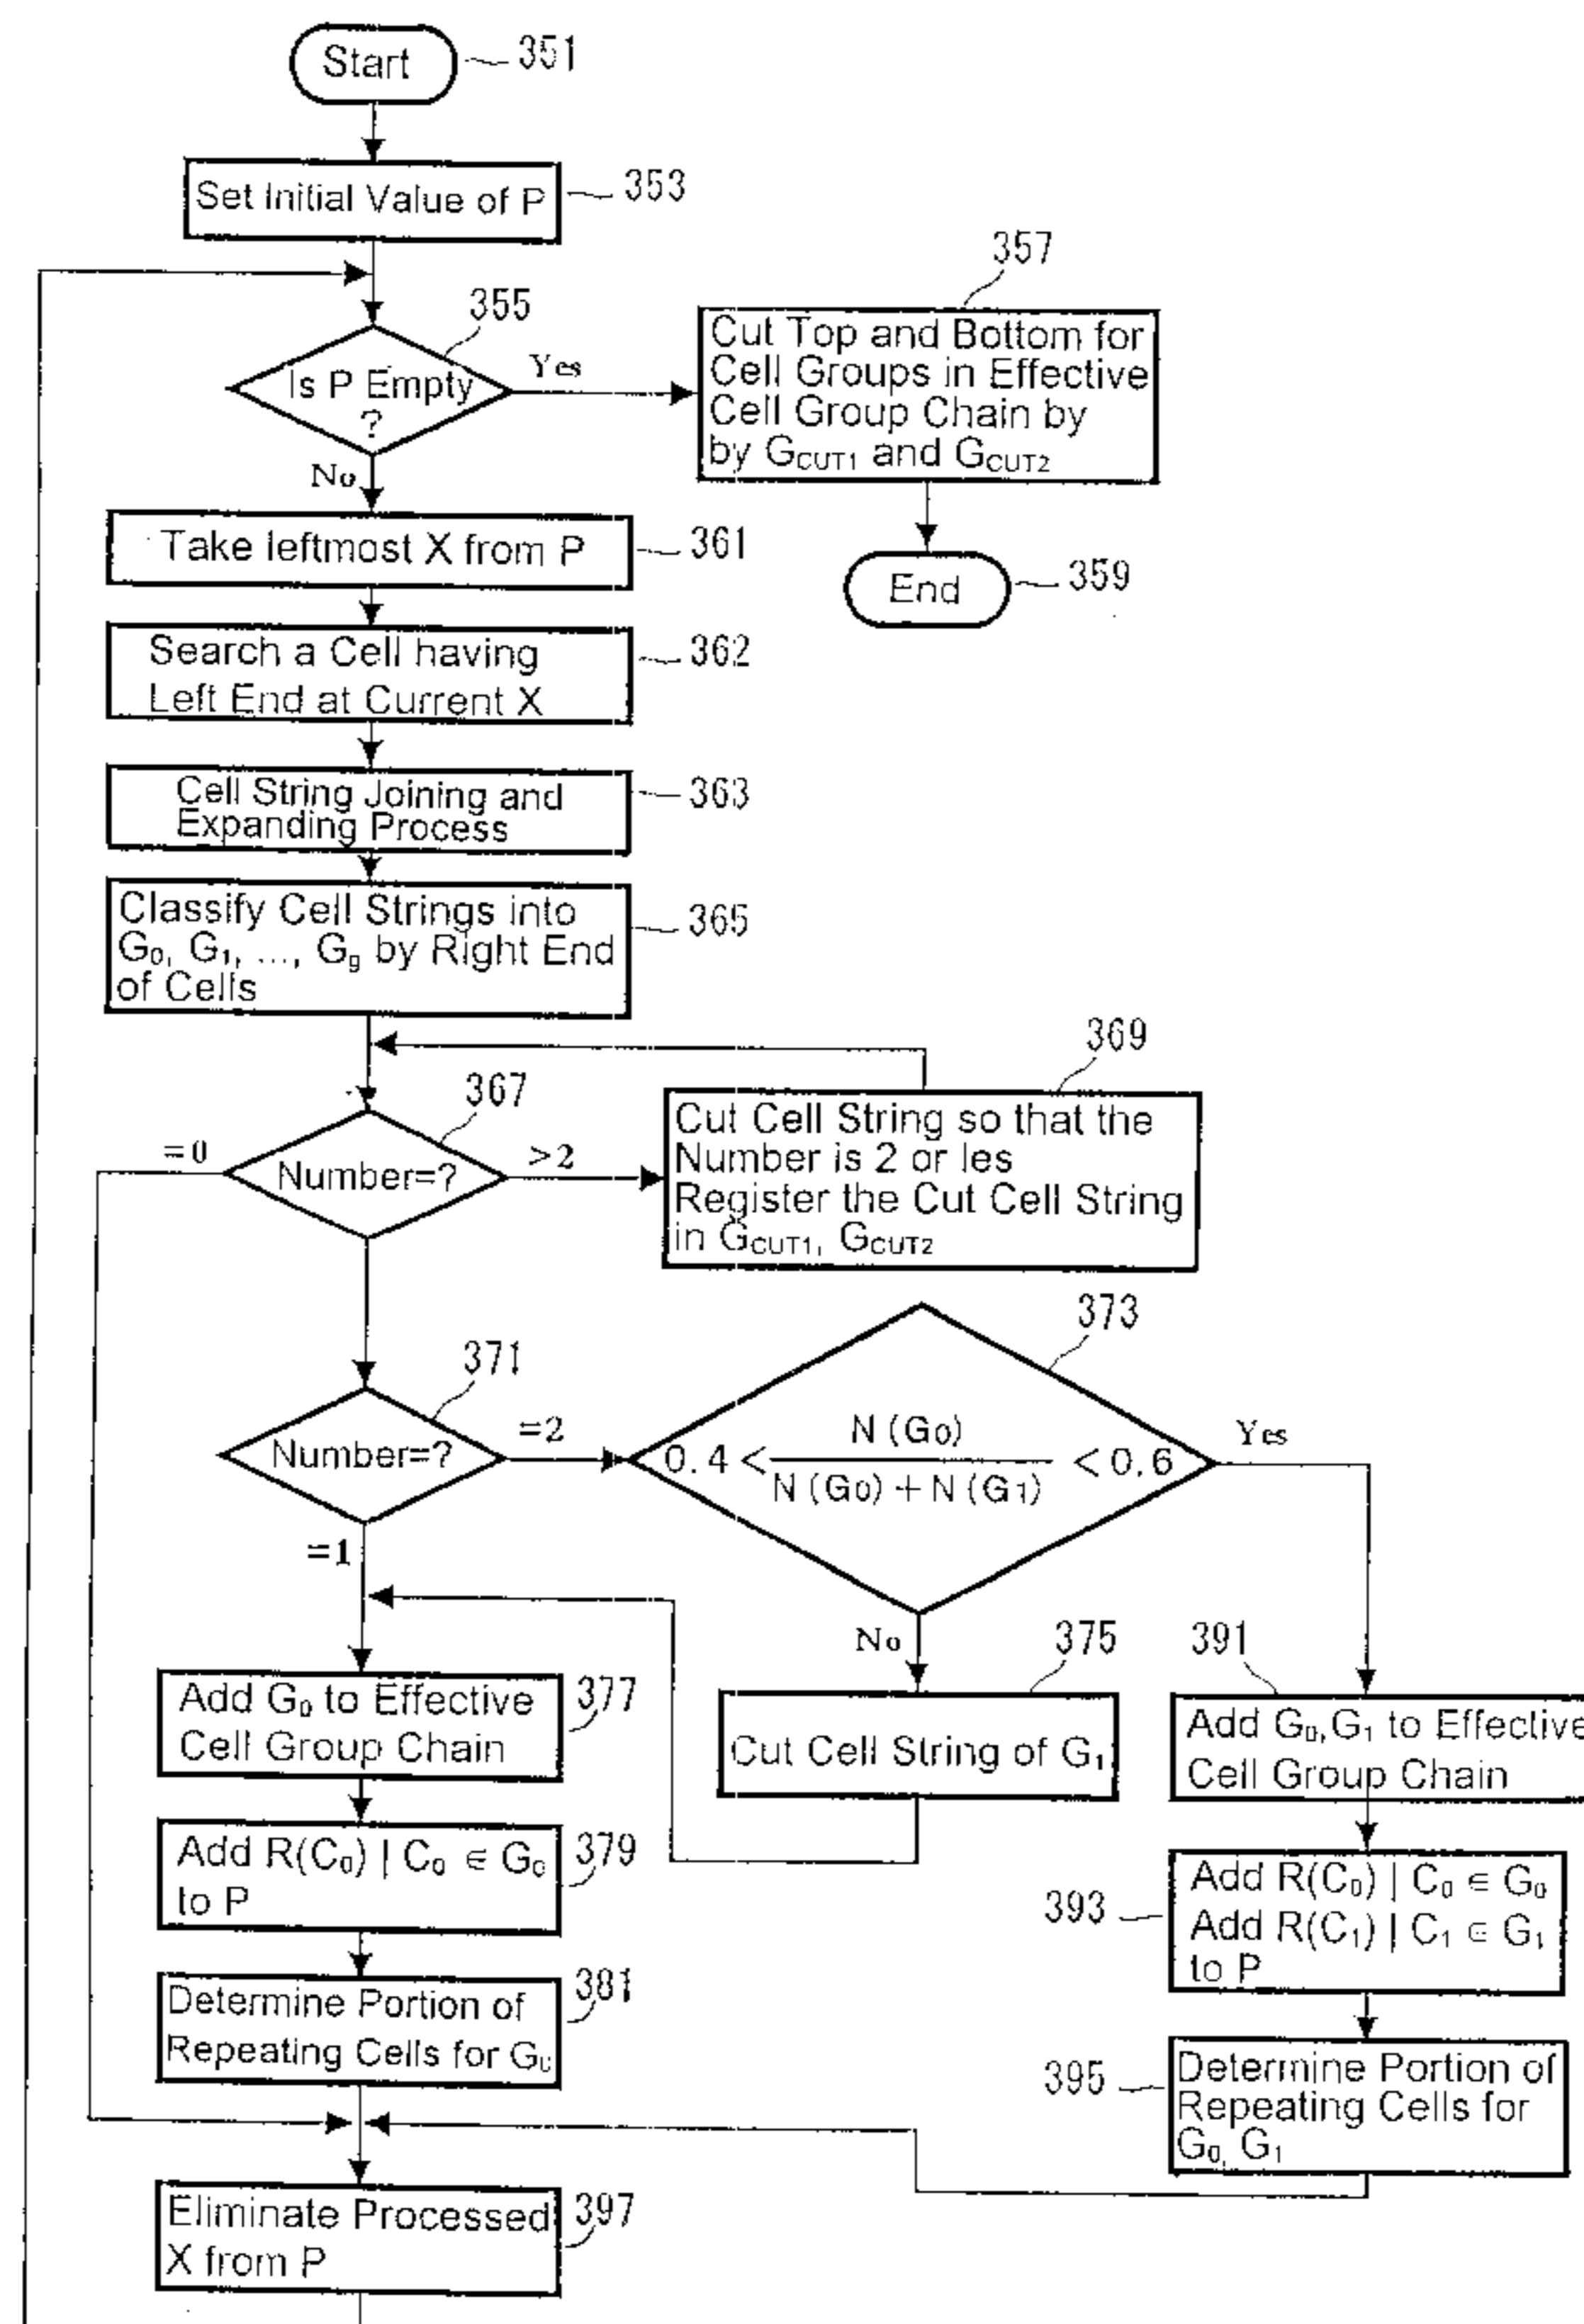 Start
351
Set Initial Value of P
353
355
Is P Empty
?
Yes
No
357
Cut Top and Bottom for
Cell Groups in Effective
Cell Group Chain by
by GCUT1 and GCUT2
End
359
Take leftmost X from P
361
Search a Cell having
Left End at Current X
362
Cell String Joining and
Expanding Process
363
Classify Cell Strings into
G0, G1, ..., Gg by Right End
of Cells
365
367
Number=?
=0
>2
369
Cut Cell String so that the
Number is 2 or les
Register the Cut Cell String
in GCUT1, GCUT2
371
Number=?
=2
=1
373
0.4 < N (G0) / N (G0) + N (G1) < 0.6
Yes
No
375
Cut Cell String of G1
377
Add G0 to Effective
Cell Group Chain
379
Add R(C0) | C0 ∈ G0
to P
381
Determine Portion of
Repeating Cells for G0
391
Add G0,G1 to Effective
Cell Group Chain
393
Add R(C0) | C0 ∈ G0
Add R(C1) | C1 ∈ G1
to P
395
Determine Portion of
Repeating Cells for
G0, G1
397
Eliminate Processed
X from P